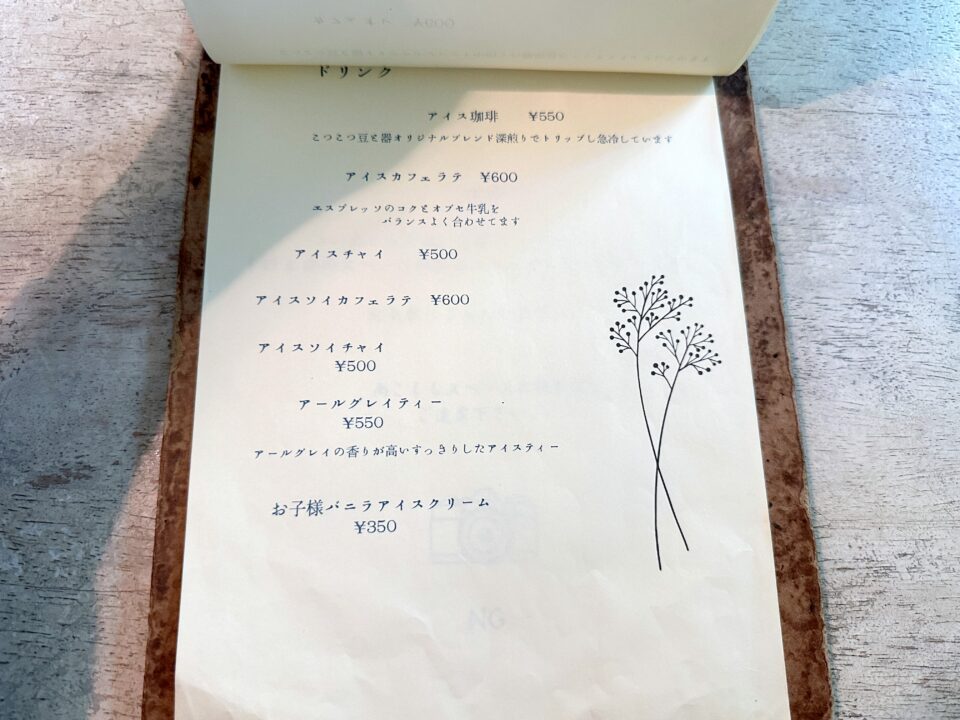 ドリンク
アイス珈琲 ¥550
こつこつ豆と器オリジナルブレンド深煎りでトリップし急冷しています
アイスカフェラテ ¥600
エスプレッソのコクとオブセ牛乳を
バランスよく合わせてます
アイスチャイ ¥500
アイスソイカフェラテ ¥600
アイスソイチャイ
¥500
アールグレイティー
¥550
アールグレイの香りが高いすっきりしたアイスティー
お子様バニラアイスクリーム
¥350